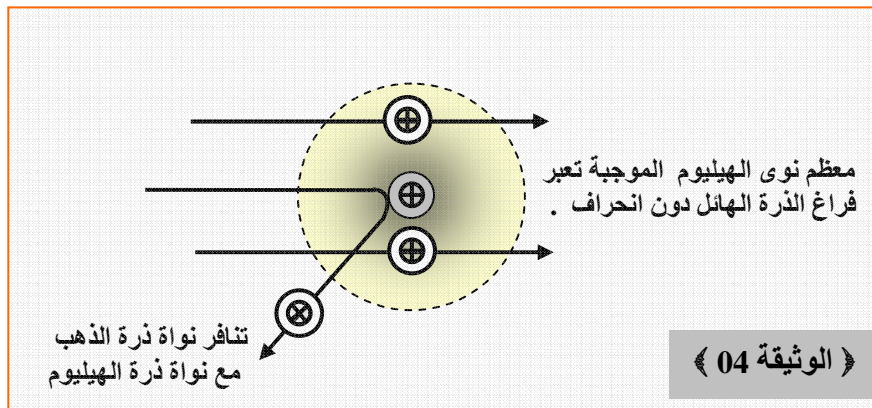 معظم نوى الهيليوم الموجبة تعبر
فراغ الذرة الهائل دون انحراف .
تنافر نواة ذرة الذهب
مع نواة ذرة الهيليوم
﴿ الوثيقة 04 ﴾